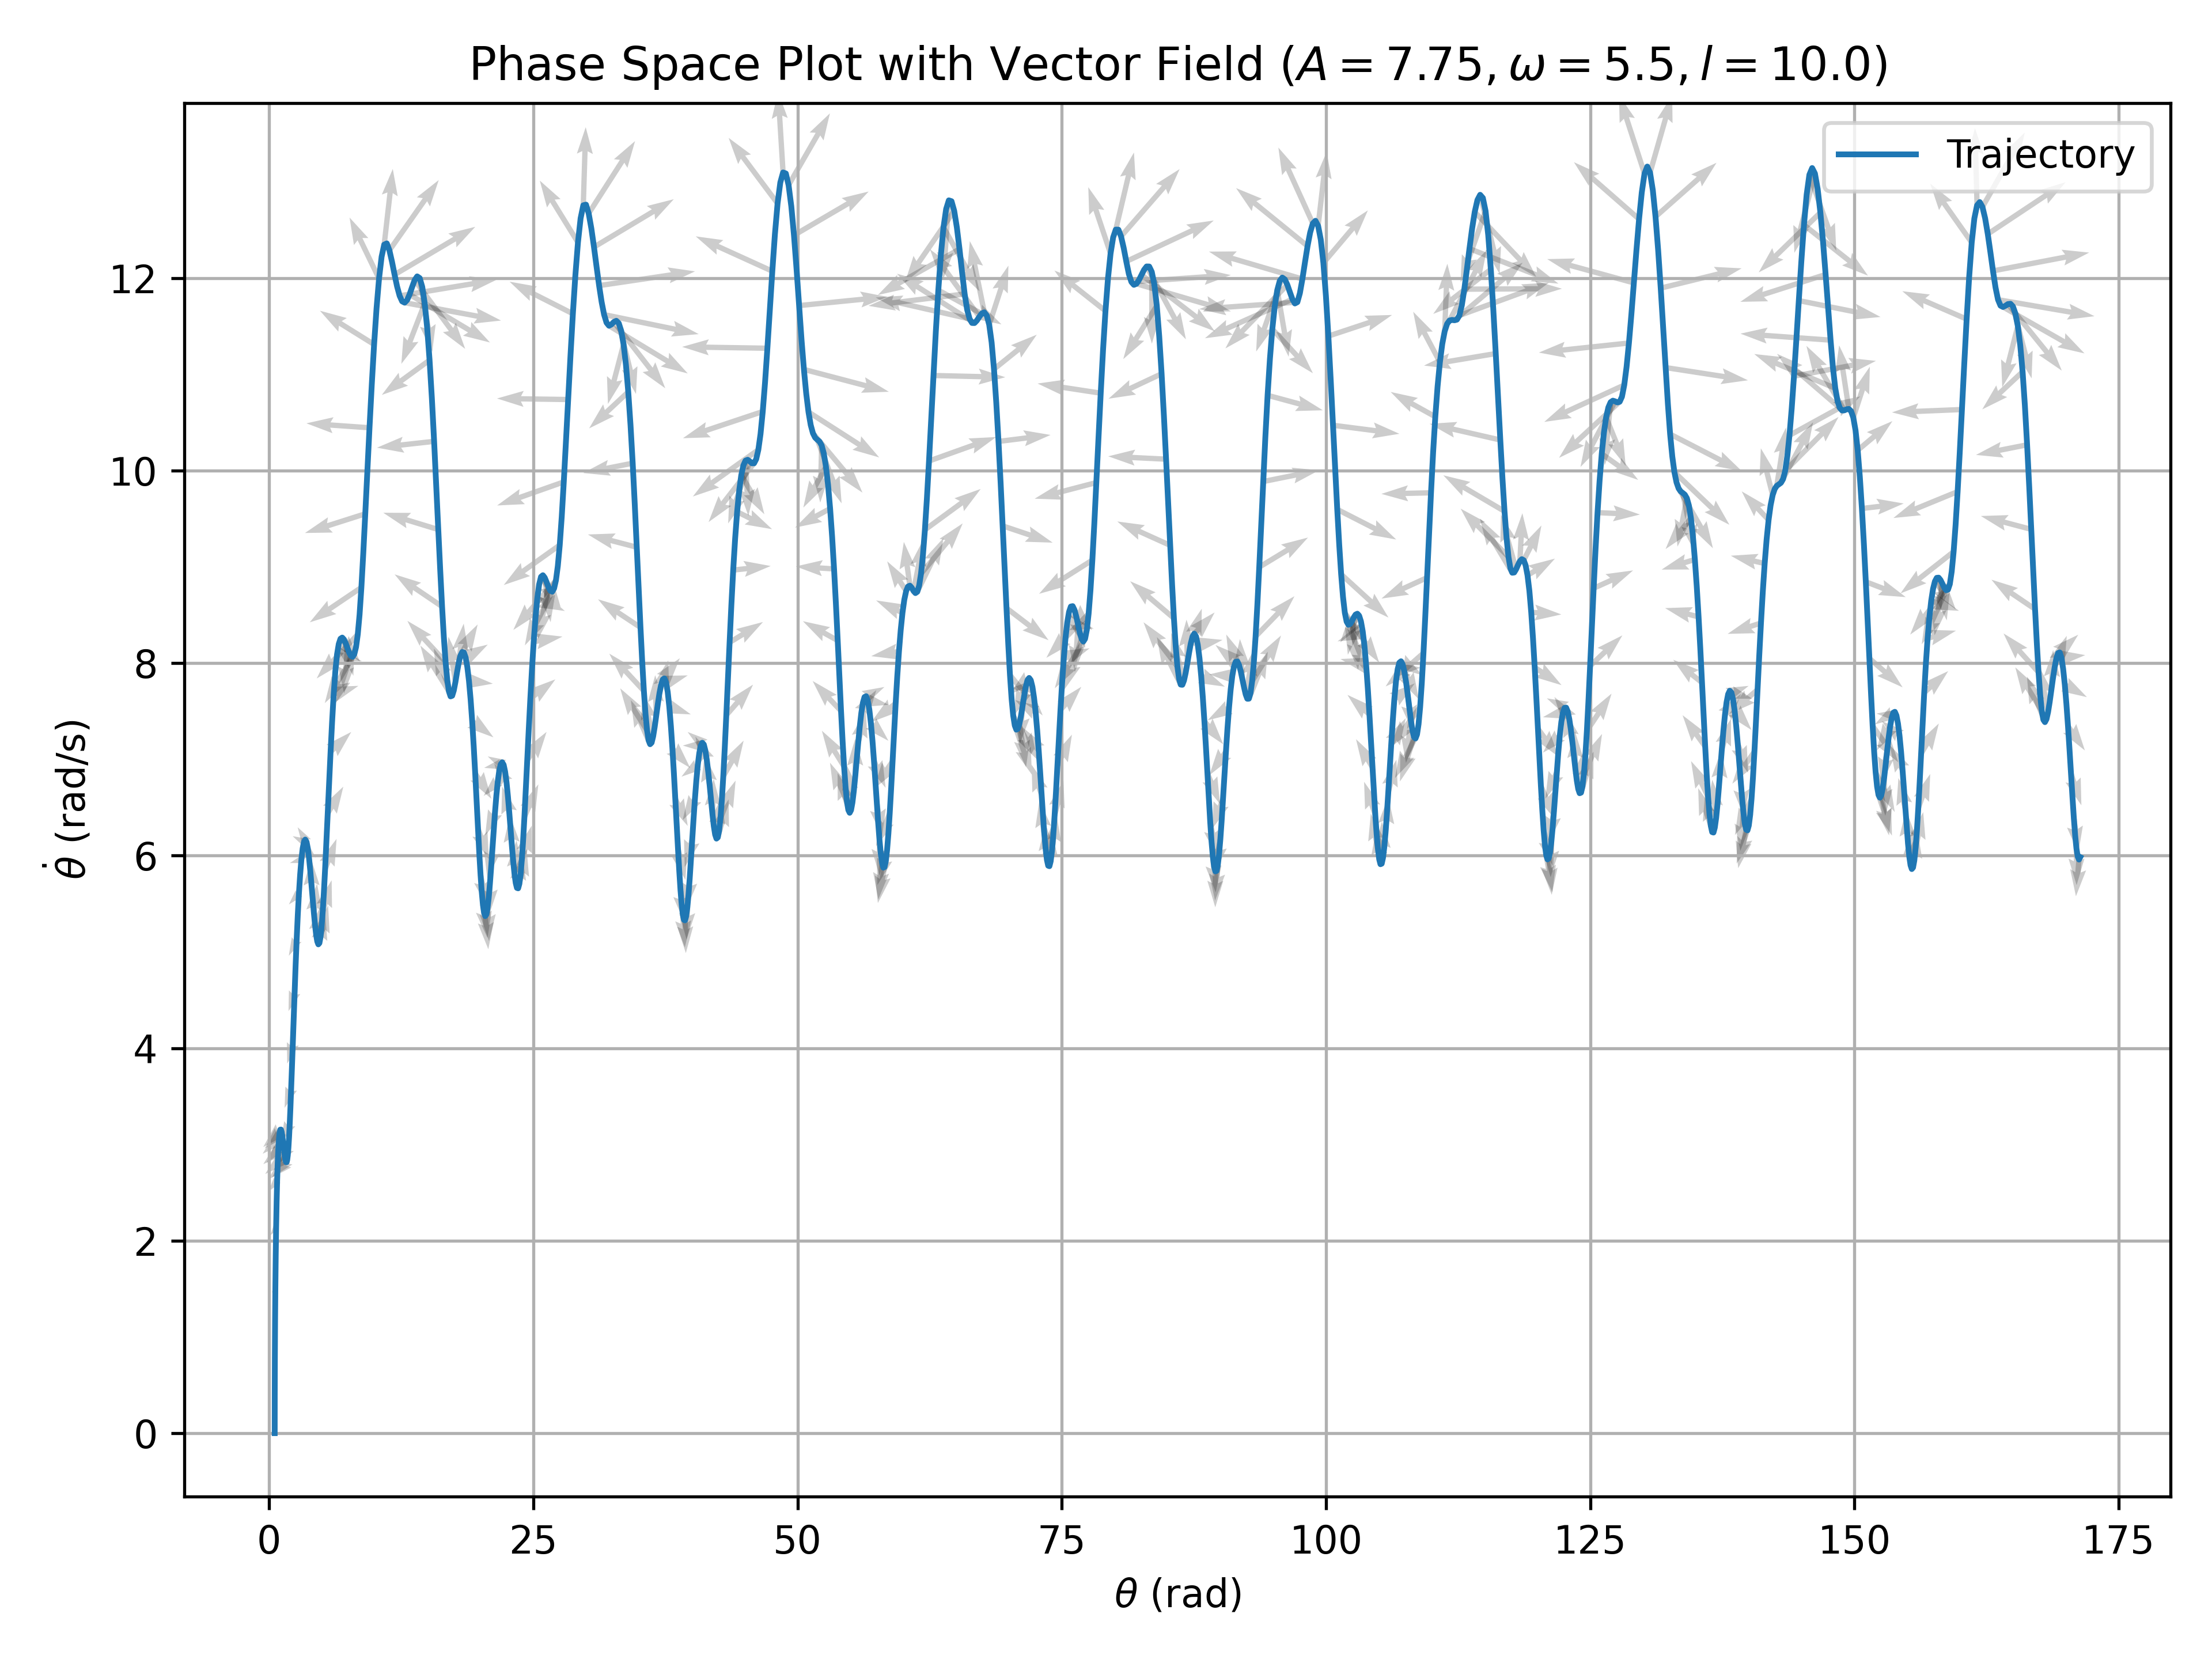 Phase Space Plot with Vector Field (A = 7.75, ω = 5.5, l = 10.0)
Trajectory
12
10
8
6
4
2
0
θ̇ (rad/s)
0 25 50 75 100 125 150 175
θ (rad)